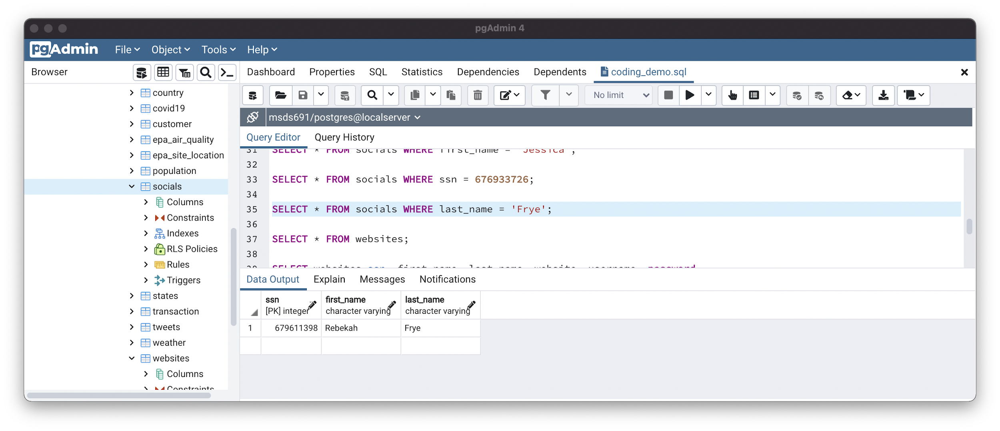 pgAdmin 4
pgAdmin File Object Tools Help
Browser
Dashboard Properties SQL Statistics Dependencies Dependents coding_demo.sql
No limit
msds691/postgres@localserver
Query Editor Query History
country
covid19
customer
epa_air_quality
epa_site_location
population
socials
Columns
Constraints
Indexes
RLS Policies
Rules
Triggers
states
transaction
tweets
weather
websites
Columns
Constraints
31 SELECT * FROM socials WHERE first_name = 'Jessica';
32
33 SELECT * FROM socials WHERE ssn = 676933726;
34
35 SELECT * FROM socials WHERE last_name = 'Frye';
36
37 SELECT * FROM websites;
38
39 SELECT websites.ssn, first_name, last_name, website, username, password
Data Output Explain Messages Notifications
ssn first_name last_name
[PK] integer character varying character varying
1 679611398 Rebekah Frye